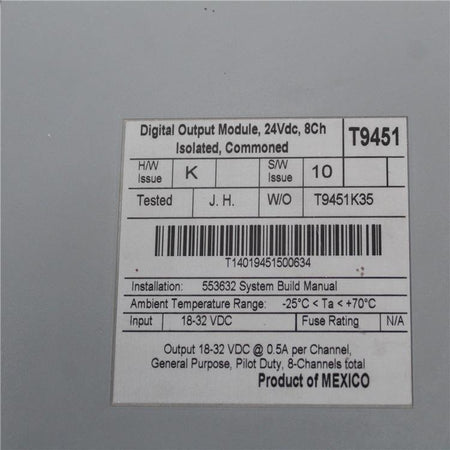 Digital Output Module, 24Vdc, 8Ch
Isolated, Commoned
T9451
H/W Issue K S/W Issue 10
Tested J. H. W/O T9451K35
T14019451500634
Installation: 553632 System Build Manual
Ambient Temperature Range: -25°C < Ta < +70°C
Input 18-32 VDC Fuse Rating N/A
Output 18-32 VDC @ 0.5A per Channel,
General Purpose, Pilot Duty, 8-Channels total
Product of MEXICO